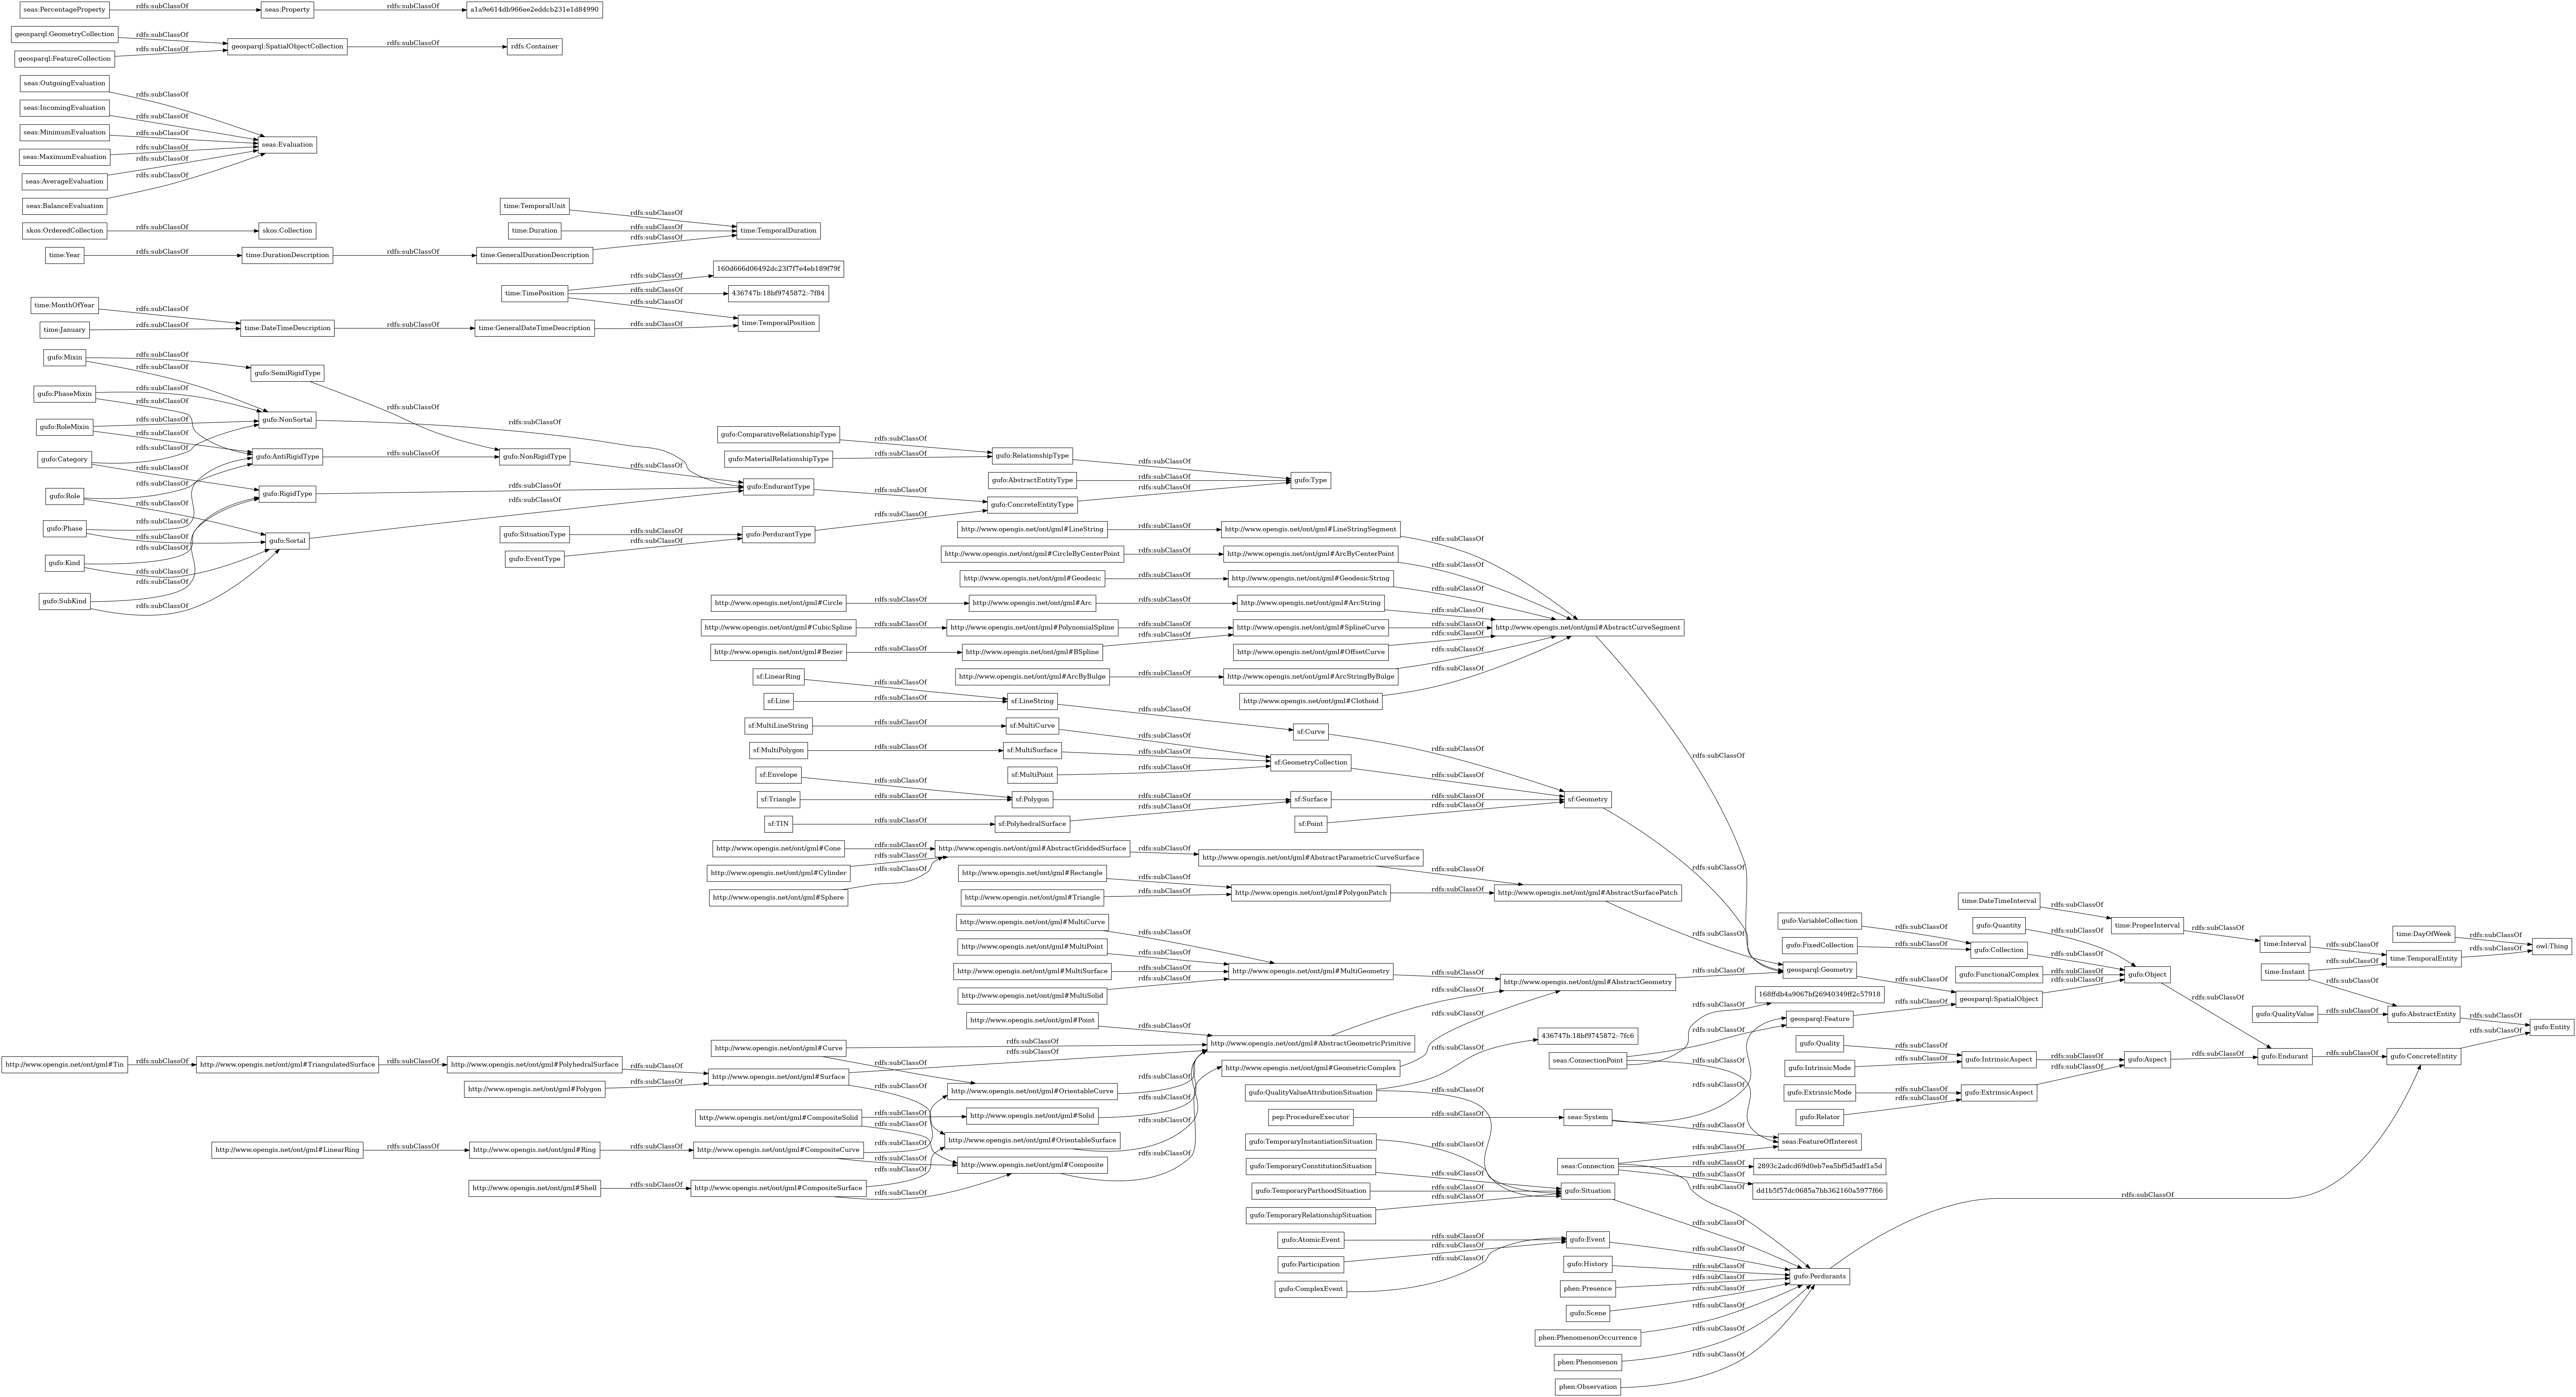 seas:PercentageProperty rdfs:subClassOf seas:Property rdfs:subClassOf a1a9e614db966ee2eddcb231e1d84990
geosparql:GeometryCollection rdfs:subClassOf
geosparql:SpatialObjectCollection rdfs:subClassOf rdfs:Container
geosparql:FeatureCollection rdfs:subClassOf
seas:OutgoingEvaluation rdfs:subClassOf
seas:IncomingEvaluation rdfs:subClassOf
seas:MinimumEvaluation rdfs:subClassOf
seas:Evaluation
seas:MaximumEvaluation rdfs:subClassOf
seas:AverageEvaluation rdfs:subClassOf
seas:BalanceEvaluation rdfs:subClassOf
time:TemporalUnit rdfs:subClassOf
skos:OrderedCollection rdfs:subClassOf skos:Collection
time:Duration rdfs:subClassOf time:TemporalDuration
time:Year rdfs:subClassOf time:DurationDescription rdfs:subClassOf time:GeneralDurationDescription rdfs:subClassOf
rdfs:subClassOf 160d666d06492dc23f7f7e4eb189f79f
time:TimePosition rdfs:subClassOf 436747b:18bf9745872:-7f84
time:MonthOfYear rdfs:subClassOf
rdfs:subClassOf time:TemporalPosition
time:January rdfs:subClassOf time:DateTimeDescription rdfs:subClassOf time:GeneralDateTimeDescription rdfs:subClassOf
gufo:Mixin rdfs:subClassOf gufo:SemiRigidType rdfs:subClassOf
rdfs:subClassOf
gufo:PhaseMixin rdfs:subClassOf
rdfs:subClassOf
gufo:NonSortal rdfs:subClassOf
gufo:RoleMixin rdfs:subClassOf
rdfs:subClassOf
gufo:Category rdfs:subClassOf
rdfs:subClassOf
gufo:AntiRigidType rdfs:subClassOf gufo:NonRigidType rdfs:subClassOf
gufo:Role rdfs:subClassOf
rdfs:subClassOf
gufo:RigidType rdfs:subClassOf gufo:EndurantType rdfs:subClassOf
gufo:Phase rdfs:subClassOf
rdfs:subClassOf
gufo:Sortal rdfs:subClassOf
gufo:Kind rdfs:subClassOf
rdfs:subClassOf
gufo:SubKind rdfs:subClassOf
rdfs:subClassOf
gufo:ComparativeRelationshipType rdfs:subClassOf
gufo:MaterialRelationshipType rdfs:subClassOf gufo:RelationshipType rdfs:subClassOf
gufo:AbstractEntityType rdfs:subClassOf gufo:Type
gufo:ConcreteEntityType rdfs:subClassOf
gufo:SituationType rdfs:subClassOf gufo:PerdurantType rdfs:subClassOf
gufo:EventType rdfs:subClassOf
http://www.opengis.net/ont/gml#LineString rdfs:subClassOf http://www.opengis.net/ont/gml#LineStringSegment rdfs:subClassOf
http://www.opengis.net/ont/gml#CircleByCenterPoint rdfs:subClassOf http://www.opengis.net/ont/gml#ArcByCenterPoint rdfs:subClassOf
http://www.opengis.net/ont/gml#Geodesic rdfs:subClassOf http://www.opengis.net/ont/gml#GeodesicString rdfs:subClassOf
http://www.opengis.net/ont/gml#Circle rdfs:subClassOf http://www.opengis.net/ont/gml#Arc rdfs:subClassOf http://www.opengis.net/ont/gml#ArcString rdfs:subClassOf
http://www.opengis.net/ont/gml#CubicSpline rdfs:subClassOf http://www.opengis.net/ont/gml#PolynomialSpline rdfs:subClassOf http://www.opengis.net/ont/gml#SplineCurve rdfs:subClassOf http://www.opengis.net/ont/gml#AbstractCurveSegment rdfs:subClassOf
http://www.opengis.net/ont/gml#Bezier rdfs:subClassOf http://www.opengis.net/ont/gml#BSpline rdfs:subClassOf http://www.opengis.net/ont/gml#OffsetCurve rdfs:subClassOf
http://www.opengis.net/ont/gml#ArcByBulge rdfs:subClassOf http://www.opengis.net/ont/gml#ArcStringByBulge rdfs:subClassOf
http://www.opengis.net/ont/gml#Clothoid rdfs:subClassOf
sf:LinearRing rdfs:subClassOf
sf:Line rdfs:subClassOf sf:LineString rdfs:subClassOf
sf:MultiLineString rdfs:subClassOf sf:MultiCurve rdfs:subClassOf sf:Curve rdfs:subClassOf
sf:MultiPolygon rdfs:subClassOf sf:MultiSurface rdfs:subClassOf
sf:MultiPoint rdfs:subClassOf sf:GeometryCollection rdfs:subClassOf
sf:Envelope rdfs:subClassOf
sf:Triangle rdfs:subClassOf sf:Polygon rdfs:subClassOf sf:Surface rdfs:subClassOf sf:Geometry rdfs:subClassOf
sf:TIN rdfs:subClassOf sf:PolyhedralSurface rdfs:subClassOf sf:Point rdfs:subClassOf
http://www.opengis.net/ont/gml#Cone rdfs:subClassOf http://www.opengis.net/ont/gml#AbstractGriddedSurface rdfs:subClassOf http://www.opengis.net/ont/gml#AbstractParametricCurveSurface rdfs:subClassOf
http://www.opengis.net/ont/gml#Cylinder rdfs:subClassOf
http://www.opengis.net/ont/gml#Sphere rdfs:subClassOf
http://www.opengis.net/ont/gml#Rectangle rdfs:subClassOf
http://www.opengis.net/ont/gml#Triangle rdfs:subClassOf http://www.opengis.net/ont/gml#PolygonPatch rdfs:subClassOf http://www.opengis.net/ont/gml#AbstractSurfacePatch rdfs:subClassOf
http://www.opengis.net/ont/gml#MultiCurve rdfs:subClassOf
http://www.opengis.net/ont/gml#MultiPoint rdfs:subClassOf
http://www.opengis.net/ont/gml#MultiSurface rdfs:subClassOf http://www.opengis.net/ont/gml#MultiGeometry rdfs:subClassOf
http://www.opengis.net/ont/gml#MultiSolid rdfs:subClassOf
http://www.opengis.net/ont/gml#AbstractGeometry rdfs:subClassOf geosparql:Geometry rdfs:subClassOf
http://www.opengis.net/ont/gml#Point rdfs:subClassOf
http://www.opengis.net/ont/gml#AbstractGeometricPrimitive rdfs:subClassOf
http://www.opengis.net/ont/gml#Curve rdfs:subClassOf
rdfs:subClassOf
http://www.opengis.net/ont/gml#Tin rdfs:subClassOf http://www.opengis.net/ont/gml#TriangulatedSurface rdfs:subClassOf http://www.opengis.net/ont/gml#PolyhedralSurface rdfs:subClassOf
http://www.opengis.net/ont/gml#Polygon rdfs:subClassOf http://www.opengis.net/ont/gml#Surface rdfs:subClassOf
rdfs:subClassOf
http://www.opengis.net/ont/gml#GeometricComplex rdfs:subClassOf
http://www.opengis.net/ont/gml#OrientableCurve rdfs:subClassOf
http://www.opengis.net/ont/gml#CompositeSolid rdfs:subClassOf http://www.opengis.net/ont/gml#Solid rdfs:subClassOf
rdfs:subClassOf
http://www.opengis.net/ont/gml#OrientableSurface rdfs:subClassOf
http://www.opengis.net/ont/gml#LinearRing rdfs:subClassOf http://www.opengis.net/ont/gml#Ring rdfs:subClassOf http://www.opengis.net/ont/gml#CompositeCurve rdfs:subClassOf
rdfs:subClassOf http://www.opengis.net/ont/gml#Composite rdfs:subClassOf
http://www.opengis.net/ont/gml#Shell rdfs:subClassOf http://www.opengis.net/ont/gml#CompositeSurface rdfs:subClassOf
rdfs:subClassOf
time:DateTimeInterval rdfs:subClassOf
gufo:VariableCollection rdfs:subClassOf gufo:Quantity rdfs:subClassOf time:ProperInterval rdfs:subClassOf
gufo:FixedCollection rdfs:subClassOf gufo:Collection rdfs:subClassOf time:Interval rdfs:subClassOf time:DayOfWeek rdfs:subClassOf owl:Thing
time:TemporalEntity rdfs:subClassOf
gufo:FunctionalComplex rdfs:subClassOf gufo:Object rdfs:subClassOf time:Instant rdfs:subClassOf
rdfs:subClassOf
168ffdb4a9067bf26940349ff2c57918 geosparql:SpatialObject rdfs:subClassOf
geosparql:Feature rdfs:subClassOf gufo:QualityValue rdfs:subClassOf gufo:AbstractEntity rdfs:subClassOf gufo:Entity
436747b:18bf9745872:-7fc6
gufo:Quality rdfs:subClassOf
seas:ConnectionPoint rdfs:subClassOf
rdfs:subClassOf
rdfs:subClassOf
gufo:IntrinsicAspect rdfs:subClassOf gufo:Aspect rdfs:subClassOf gufo:Endurant rdfs:subClassOf gufo:ConcreteEntity rdfs:subClassOf
gufo:IntrinsicMode rdfs:subClassOf
gufo:QualityValueAttributionSituation rdfs:subClassOf
rdfs:subClassOf
gufo:ExtrinsicMode rdfs:subClassOf gufo:ExtrinsicAspect rdfs:subClassOf
pep:ProcedureExecutor rdfs:subClassOf seas:System rdfs:subClassOf
rdfs:subClassOf
gufo:Relator rdfs:subClassOf
gufo:TemporaryInstantiationSituation rdfs:subClassOf seas:FeatureOfInterest
gufo:TemporaryConstitutionSituation rdfs:subClassOf seas:Connection rdfs:subClassOf
rdfs:subClassOf 2893c2adcd69d0eb7ea5bf5d5adf1a5d
rdfs:subClassOf dd1b5f57dc0685a7bb362160a5977f66
rdfs:subClassOf
gufo:TemporaryParthoodSituation rdfs:subClassOf gufo:Situation rdfs:subClassOf
gufo:TemporaryRelationshipSituation rdfs:subClassOf
gufo:AtomicEvent rdfs:subClassOf gufo:Event rdfs:subClassOf
gufo:Participation rdfs:subClassOf gufo:History rdfs:subClassOf
gufo:Perdurants rdfs:subClassOf
gufo:ComplexEvent rdfs:subClassOf phen:Presence rdfs:subClassOf
gufo:Scene rdfs:subClassOf
phen:PhenomenonOccurrence rdfs:subClassOf
phen:Phenomenon rdfs:subClassOf
phen:Observation rdfs:subClassOf